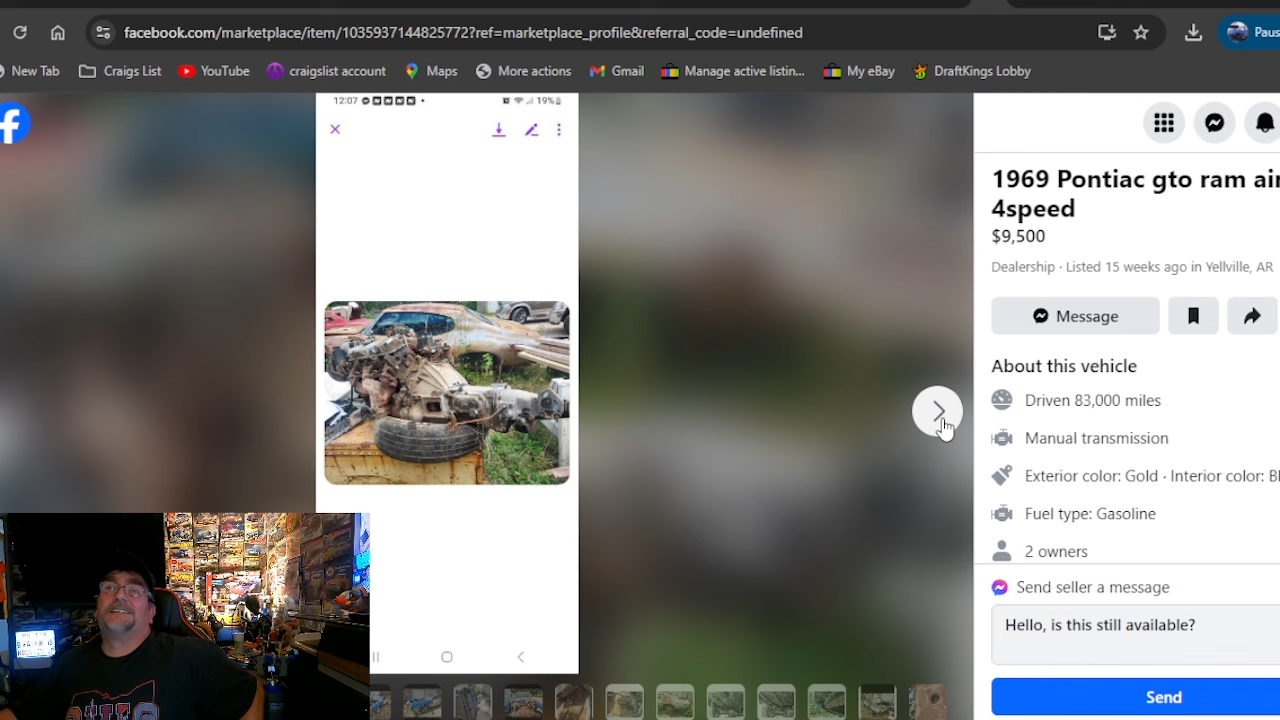 facebook.com/marketplace/item/1035937144825772?ref=marketplace_profile&referral_code=undefined
Paus
New Tab
Craigs List
YouTube
craigslist account
Maps
More actions
Gmail
Manage active listin...
My eBay
DraftKings Lobby
12:07
19%
1969 Pontiac gto ram air
4speed
$9,500
Dealership · Listed 15 weeks ago in Yellville, AR
Message
About this vehicle
Driven 83,000 miles
Manual transmission
Exterior color: Gold · Interior color: Bl
Fuel type: Gasoline
2 owners
Send seller a message
Hello, is this still available?
Send